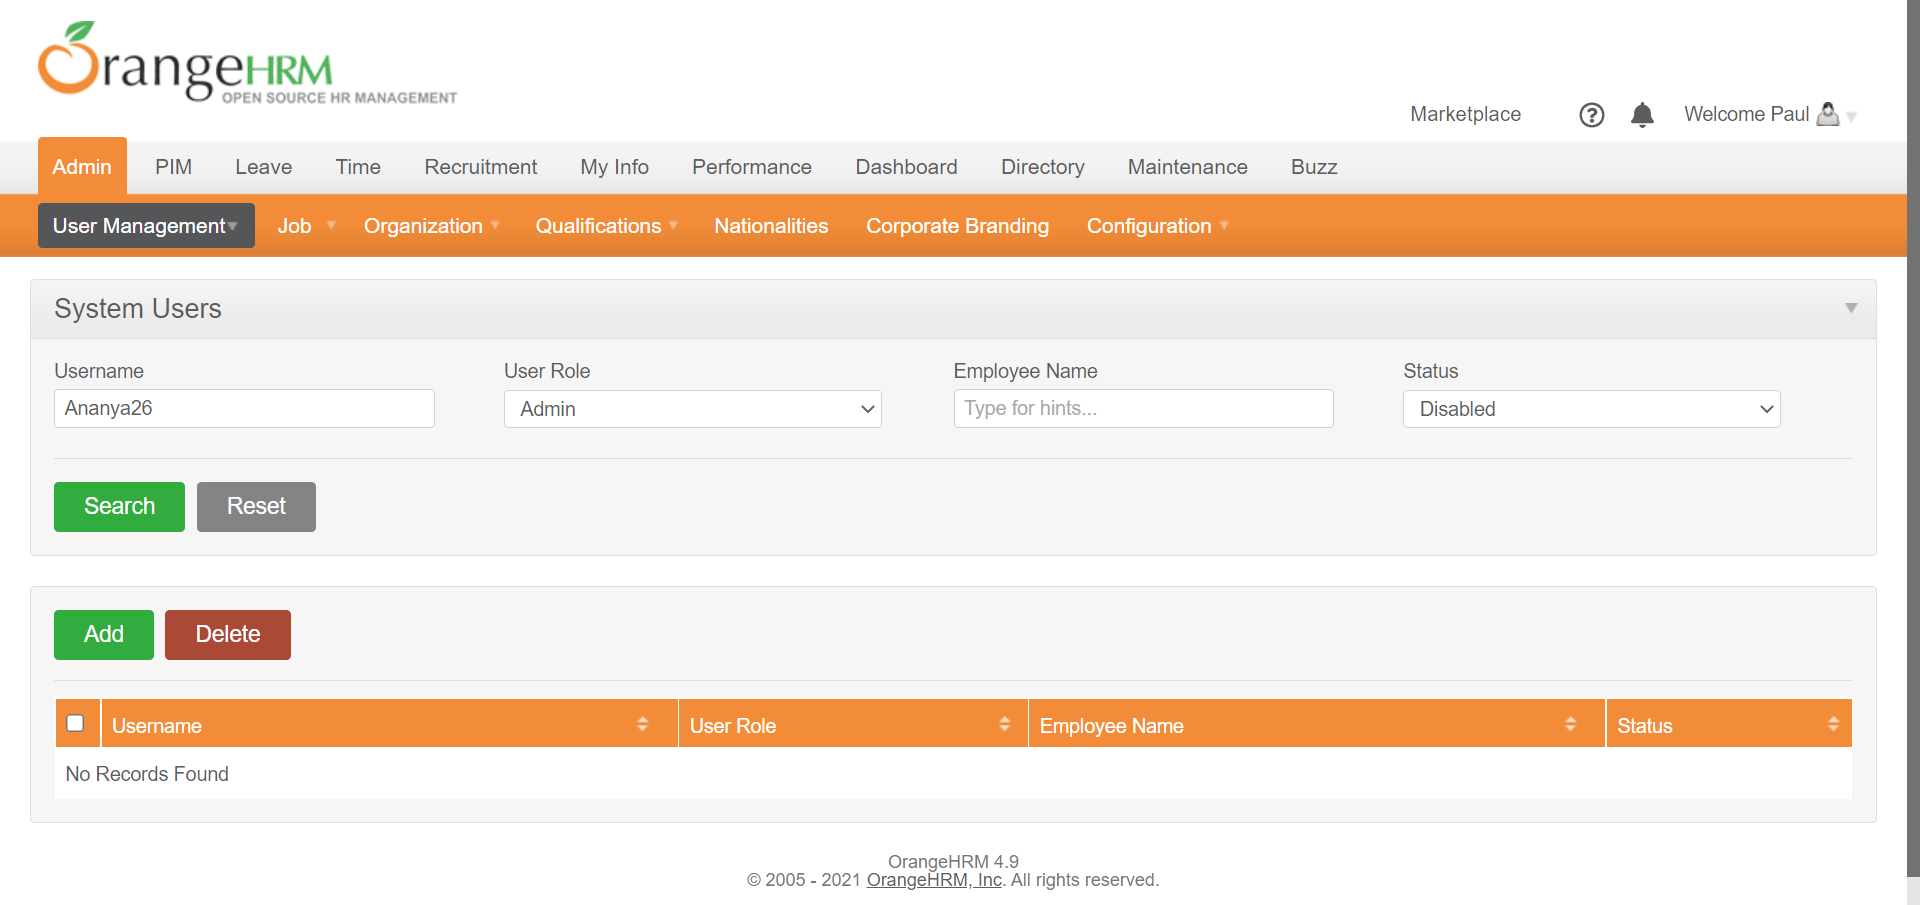 OrangeHRM
OPEN SOURCE HR MANAGEMENT
Marketplace
Welcome Paul
Admin PIM Leave Time Recruitment My Info Performance Dashboard Directory Maintenance Buzz
User Management Job Organization Qualifications Nationalities Corporate Branding Configuration
System Users
Username User Role Employee Name Status
Ananya26 Admin Type for hints... Disabled
Search Reset
Add Delete
Username User Role Employee Name Status
No Records Found
OrangeHRM 4.9
© 2005 - 2021 OrangeHRM, Inc. All rights reserved.